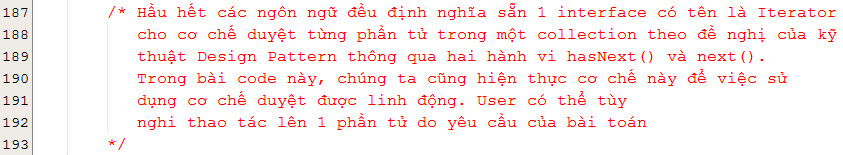 187 /* Hầu hết các ngôn ngữ đều định nghĩa sẵn 1 interface có tên là Iterator
188 cho cơ chế duyệt từng phần tử trong một collection theo đề nghị của kỹ
189 thuật Design Pattern thông qua hai hành vi hasNext() và next().
190 Trong bài code này, chúng ta cũng hiện thực cơ chế này để việc sử
191 dụng cơ chế duyệt được linh động. User có thể tùy
192 nghi thao tác lên 1 phần tử do yêu cầu của bài toán
193 */